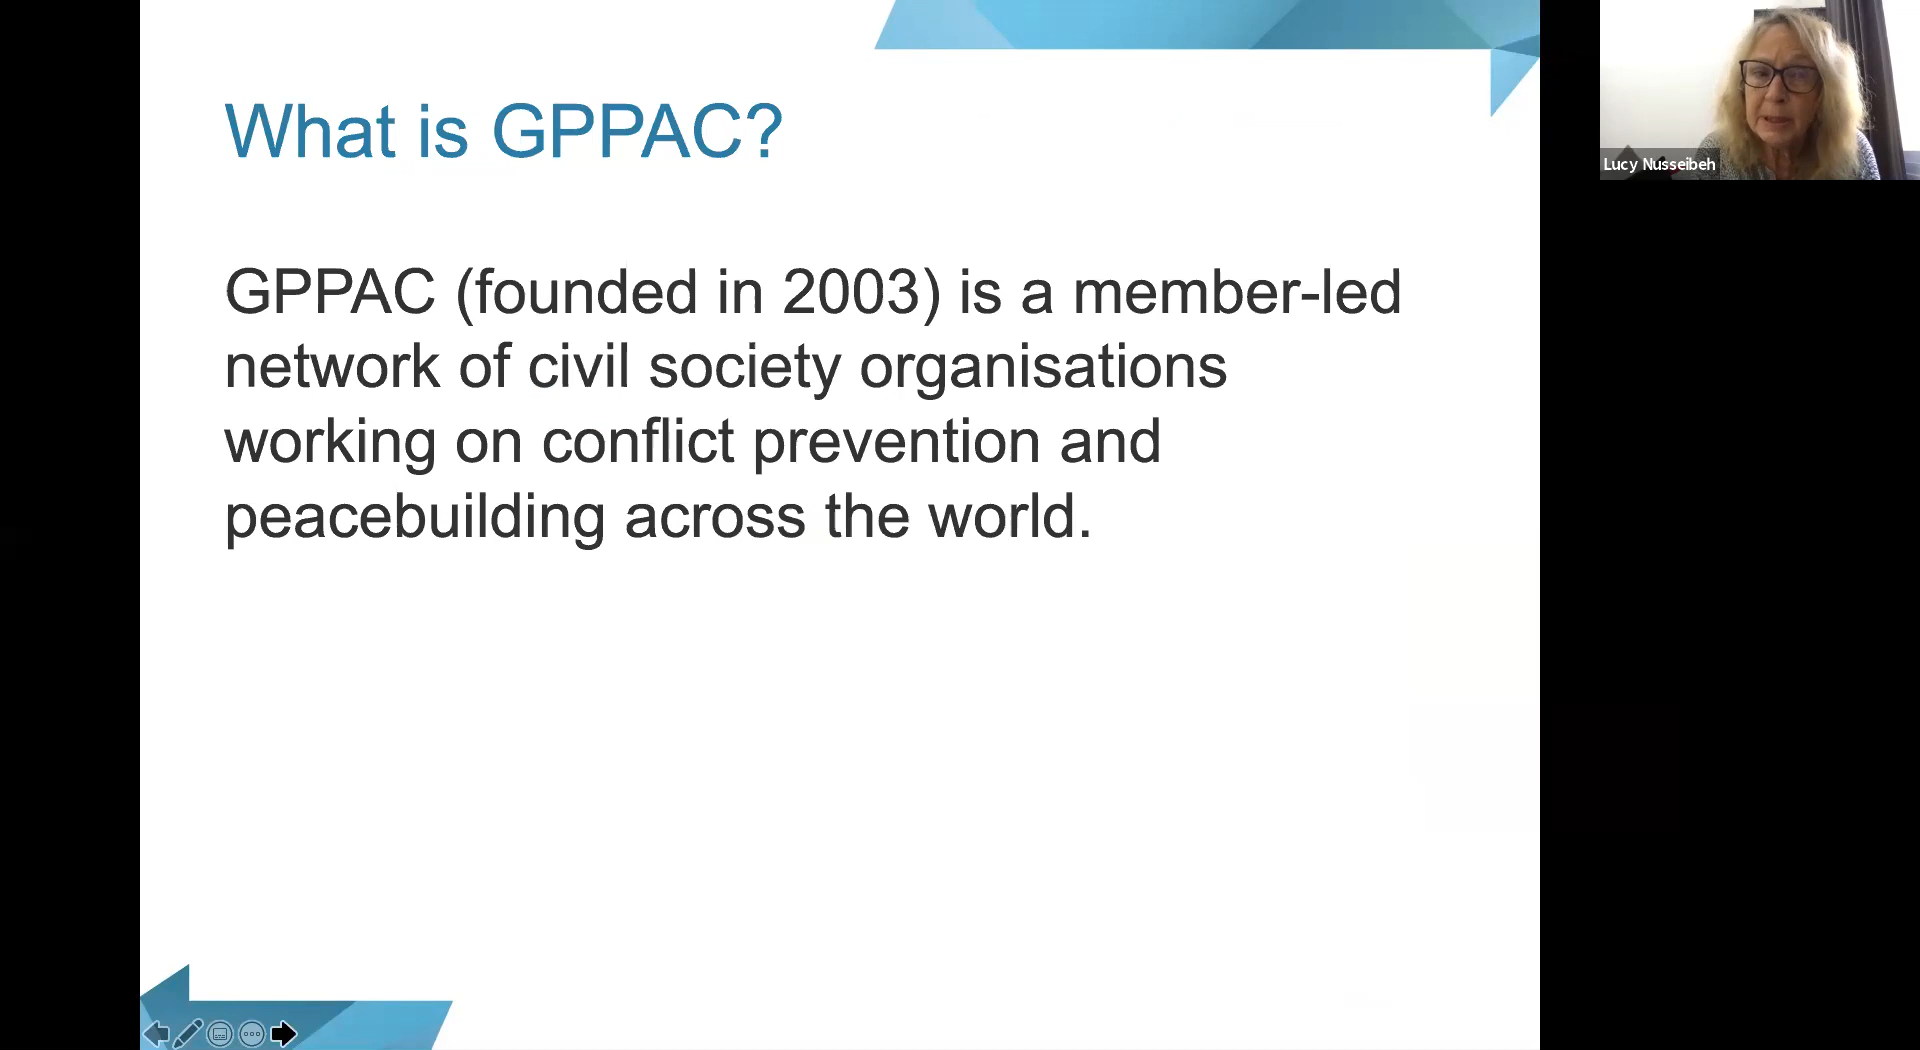 What is GPPAC?
GPPAC (founded in 2003) is a member-led
network of civil society organisations
working on conflict prevention and
peacebuilding across the world.
Lucy Nusseibeh